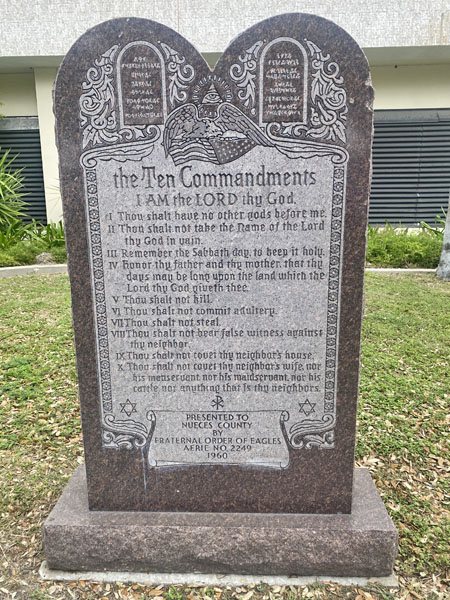 the Ten Commandments
I AM the LORD thy God.
I Thou shalt have no other gods before me.
II Thou shalt not take the Name of the Lord
thy God in vain.
III Remember the Sabbath day, to keep it holy.
IV Honor thy father and thy mother, that thy
days may be long upon the land which the
Lord thy God giveth thee.
V Thou shalt not kill.
VI Thou shalt not commit adultery.
VII Thou shalt not steal.
VIII Thou shalt not bear false witness against
thy neighbor.
IX Thou shalt not covet thy neighbor's house.
X Thou shalt not covet thy neighbor's wife, nor
his manservant, nor his maidservant, nor his
cattle, nor anything that is thy neighbor's.
PRESENTED TO
NUECES COUNTY
BY
FRATERNAL ORDER OF EAGLES
AERIE NO. 2249
1960